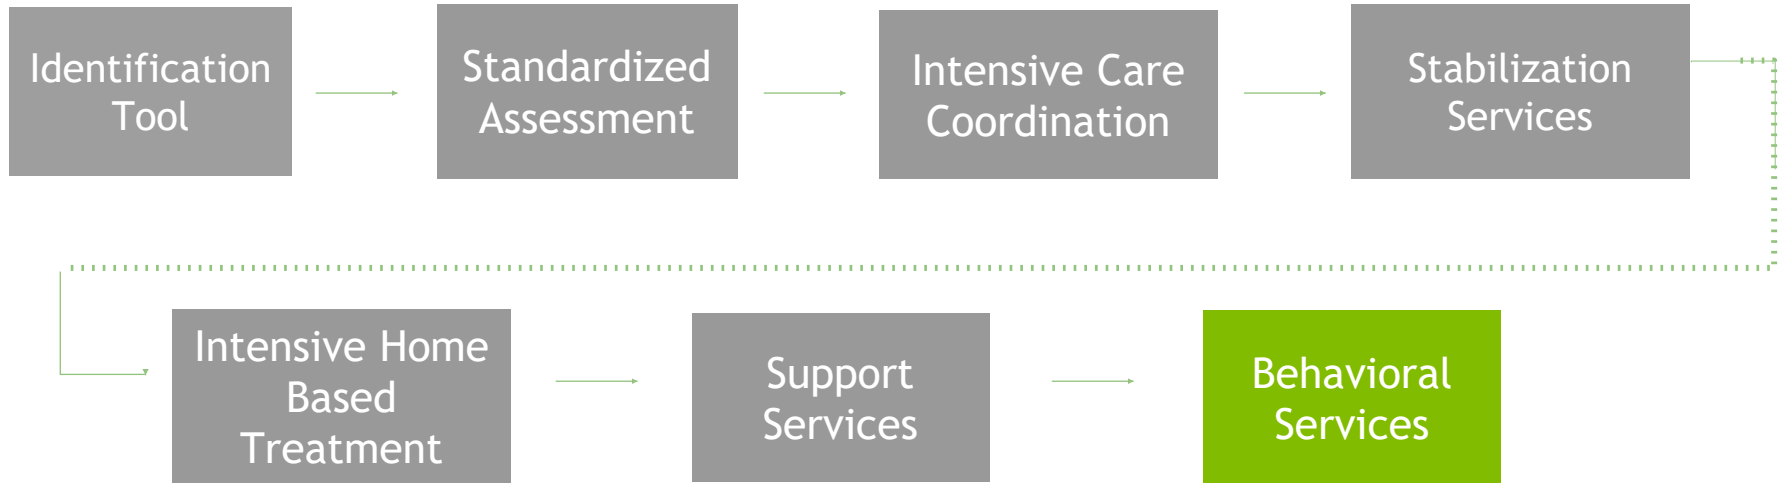 Identification
Tool
Standardized
Assessment
Intensive Care
Coordination
Stabilization
Services
Intensive Home
Based
Treatment
Support
Services
Behavioral
Services